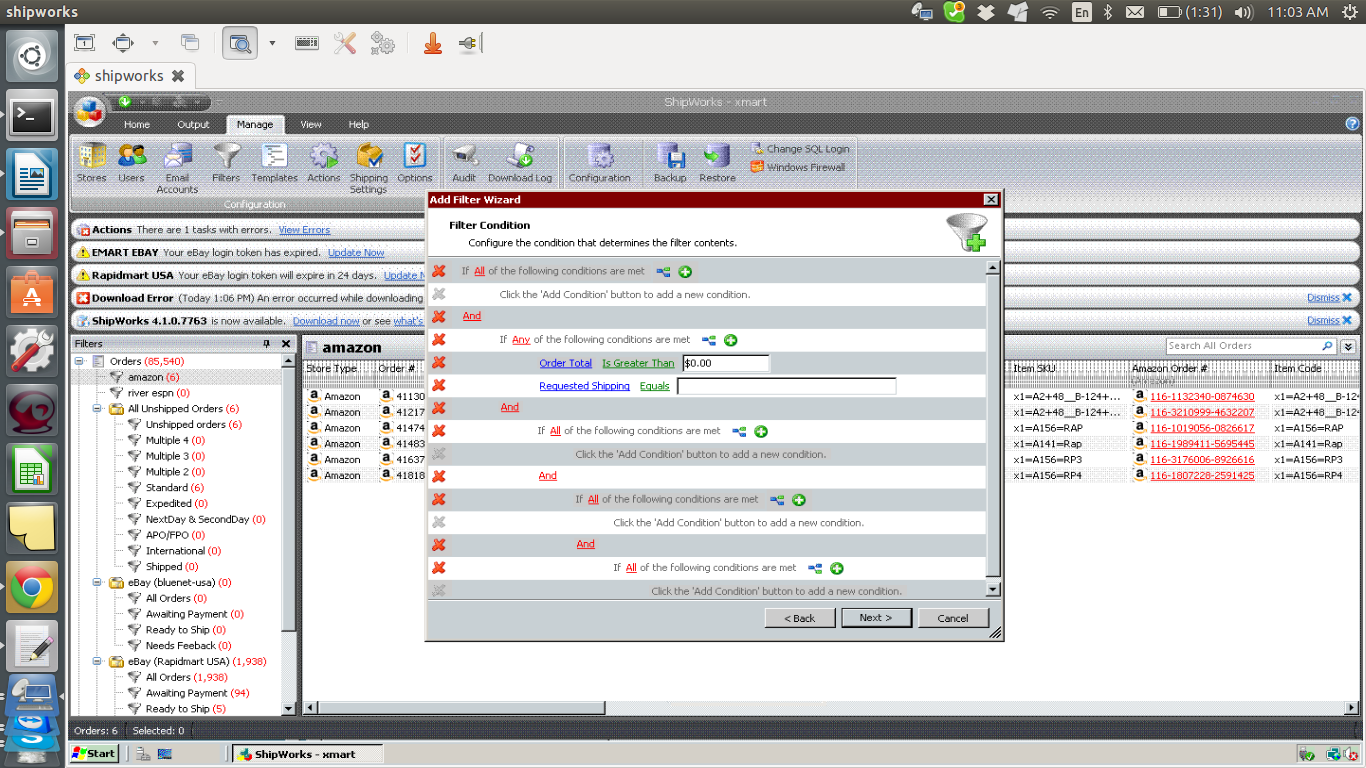 shipworks
En
(1:31)
11:03 AM
shipworks
ShipWorks - xmart
Home Output Manage View Help
Stores Users Email Accounts Filters Templates Actions Shipping Settings Options Audit Download Log Configuration Backup Restore
Change SQL Login
Windows Firewall
Configuration
Actions There are 1 tasks with errors. View Errors
EMART EBAY Your eBay login token has expired. Update Now
Rapidmart USA Your eBay login token will expire in 24 days. Update N
Download Error (Today 1:06 PM) An error occurred while downloading
Dismiss
ShipWorks 4.1.0.7763 is now available. Download now or see what's
Dismiss
Filters
Orders (85,540)
amazon (6)
river espn (0)
All Unshipped Orders (6)
Unshipped orders (6)
Multiple 4 (0)
Multiple 3 (0)
Multiple 2 (0)
Standard (6)
Expedited (0)
NextDay & SecondDay (0)
APO/FPO (0)
International (0)
Shipped (0)
eBay (bluenet-usa) (0)
All Orders (0)
Awaiting Payment (0)
Ready to Ship (0)
Needs Feeback (0)
eBay (Rapidmart USA) (1,938)
All Orders (1,938)
Awaiting Payment (94)
Ready to Ship (5)
amazon
Search All Orders
Store Type Order #
Amazon 41130
Amazon 41217
Amazon 41474
Amazon 41483
Amazon 41637
Amazon 41818
Add Filter Wizard
Filter Condition
Configure the condition that determines the filter contents.
If All of the following conditions are met
Click the 'Add Condition' button to add a new condition.
And
If Any of the following conditions are met
Order Total Is Greater Than $0.00
Requested Shipping Equals
And
If All of the following conditions are met
Click the 'Add Condition' button to add a new condition.
And
If All of the following conditions are met
Click the 'Add Condition' button to add a new condition.
And
If All of the following conditions are met
Click the 'Add Condition' button to add a new condition.
< Back Next > Cancel
Item SKU Amazon Order # Item Code
(Amazon)
x1=A2+48__B-124+... 116-1132340-0874630 x1=A2+48__B-124
x1=A2+48__B-124+... 116-3210999-4632207 x1=A2+48__B-124
x1=A156=RAP 116-1019056-0826617 x1=A156=RAP
x1=A141=Rap 116-1989411-5695445 x1=A141=Rap
x1=A156=RP3 116-3176006-8926616 x1=A156=RP3
x1=A156=RP4 116-1807228-2591425 x1=A156=RP4
Orders: 6 Selected: 0
Start ShipWorks - xmart